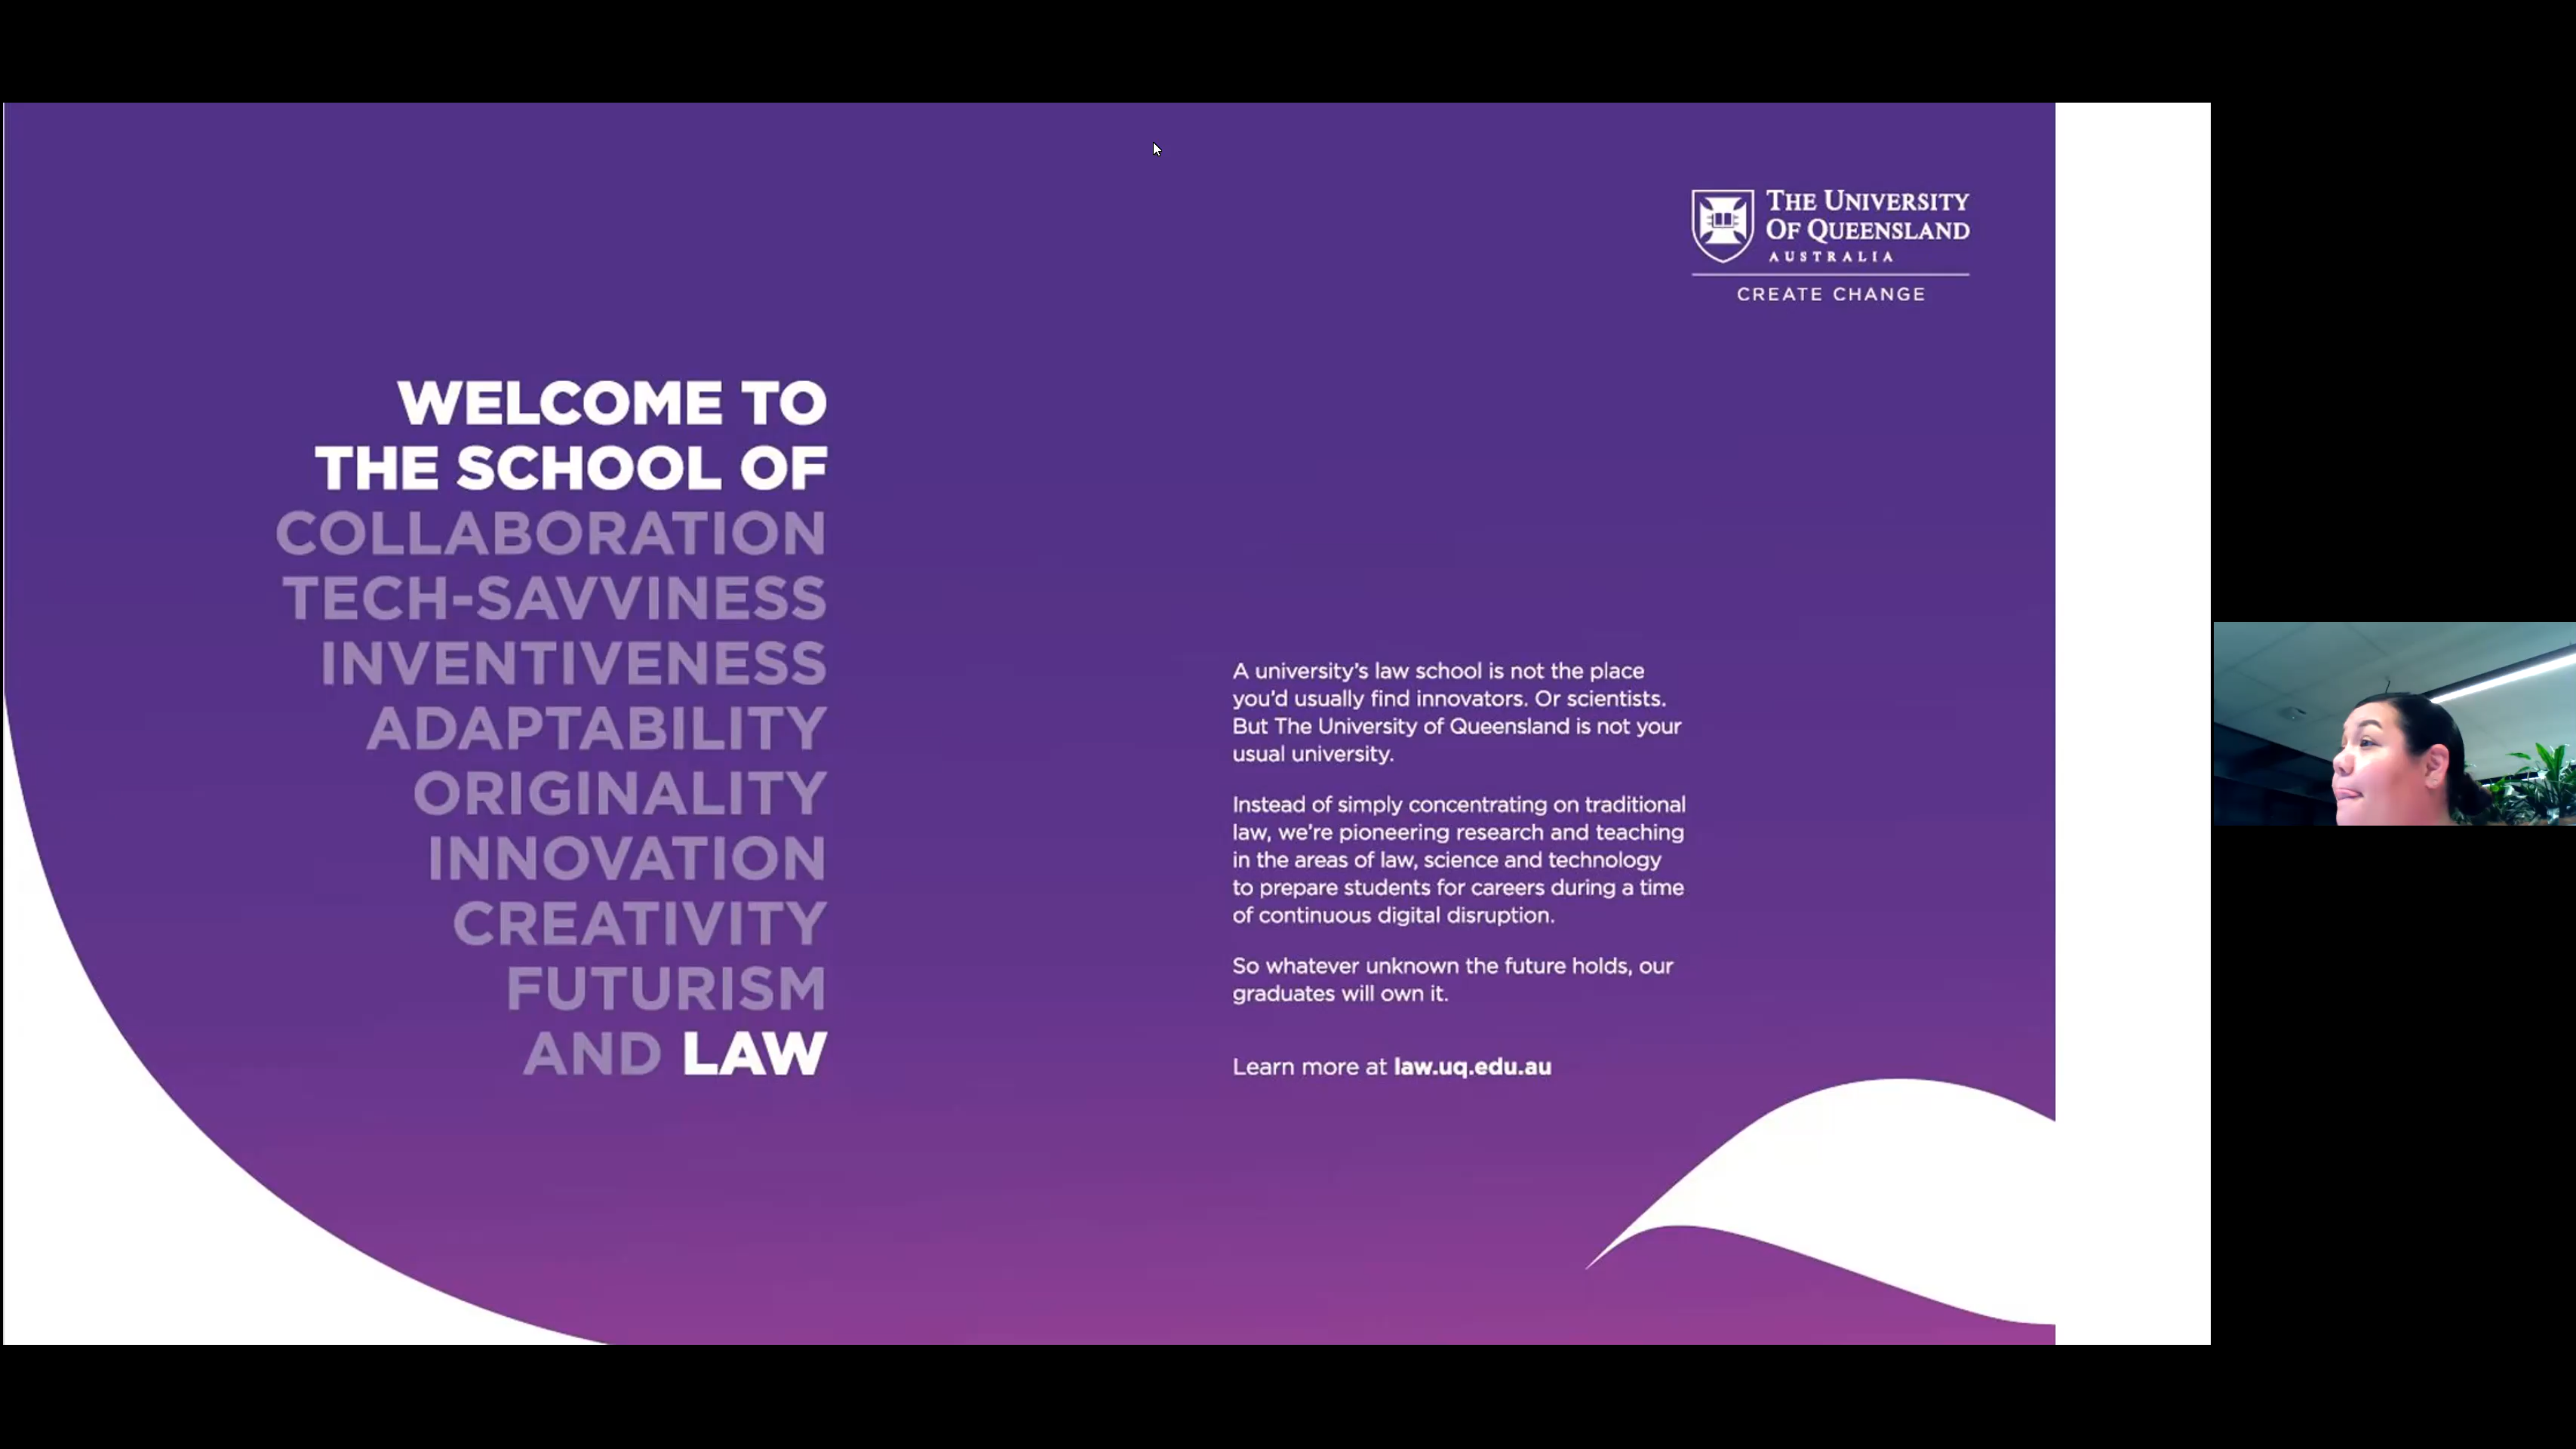 THE UNIVERSITY
OF QUEENSLAND
AUSTRALIA
CREATE CHANGE
WELCOME TO
THE SCHOOL OF
COLLABORATION
TECH-SAVVINESS
INVENTIVENESS
ADAPTABILITY
ORIGINALITY
INNOVATION
CREATIVITY
FUTURISM
AND LAW
A university's law school is not the place
you'd usually find innovators. Or scientists.
But The University of Queensland is not your
usual university.
Instead of simply concentrating on traditional
law, we're pioneering research and teaching
in the areas of law, science and technology
to prepare students for careers during a time
of continuous digital disruption.
So whatever unknown the future holds, our
graduates will own it.
Learn more at law.uq.edu.au